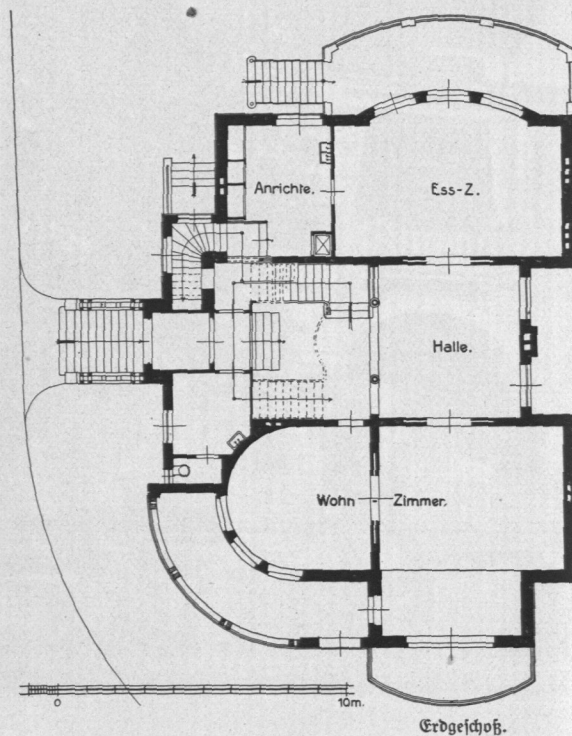 Anrichte.
Ess-Z.
Halle.
Wohn - Zimmer.
0 10m.
Erdgeschoß.